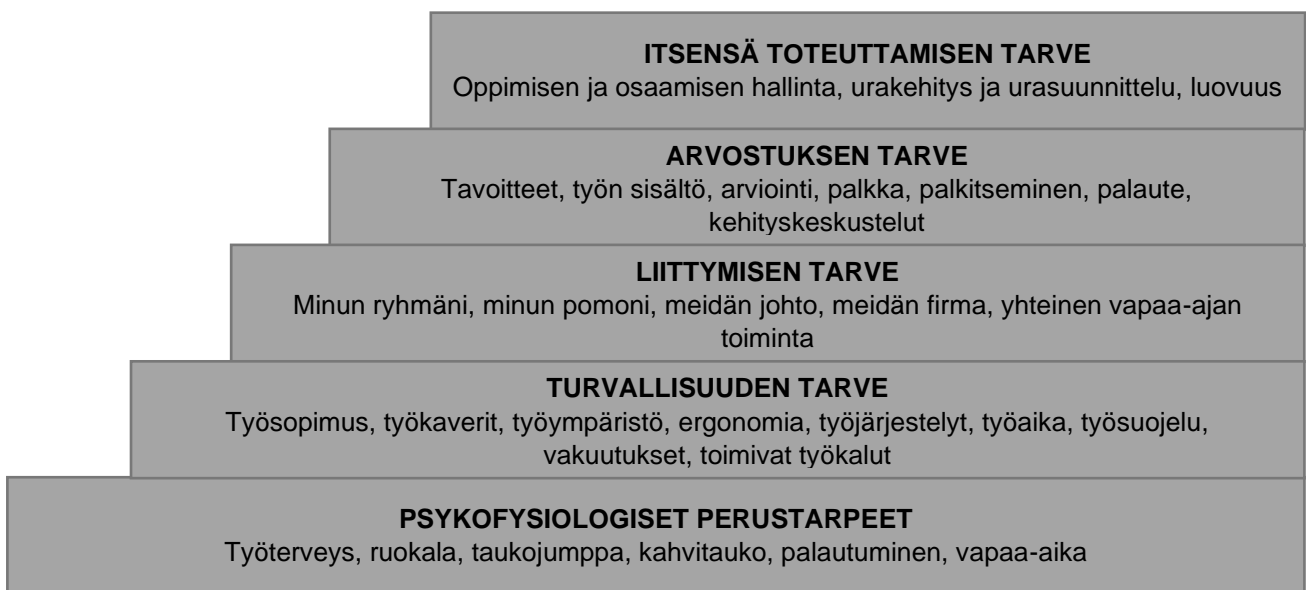 ITSENSÄ TOTEUTTAMISEN TARVE
Oppimisen ja osaamisen hallinta, urakehitys ja urasuunnittelu, luovuus
ARVOSTUKSEN TARVE
Tavoitteet, työn sisältö, arviointi, palkka, palkitseminen, palaute,
kehityskeskustelut
LIITTYMISEN TARVE
Minun ryhmäni, minun pomoni, meidän johto, meidän firma, yhteinen vapaa-ajan
toiminta
TURVALLISUUDEN TARVE
Työsopimus, työkaverit, työympäristö, ergonomia, työjärjestelyt, työaika, työsuojelu,
vakuutukset, toimivat työkalut
PSYKOFYSIOLOGISET PERUSTARPEET
Työterveys, ruokala, taukojumppa, kahvitauko, palautuminen, vapaa-aika